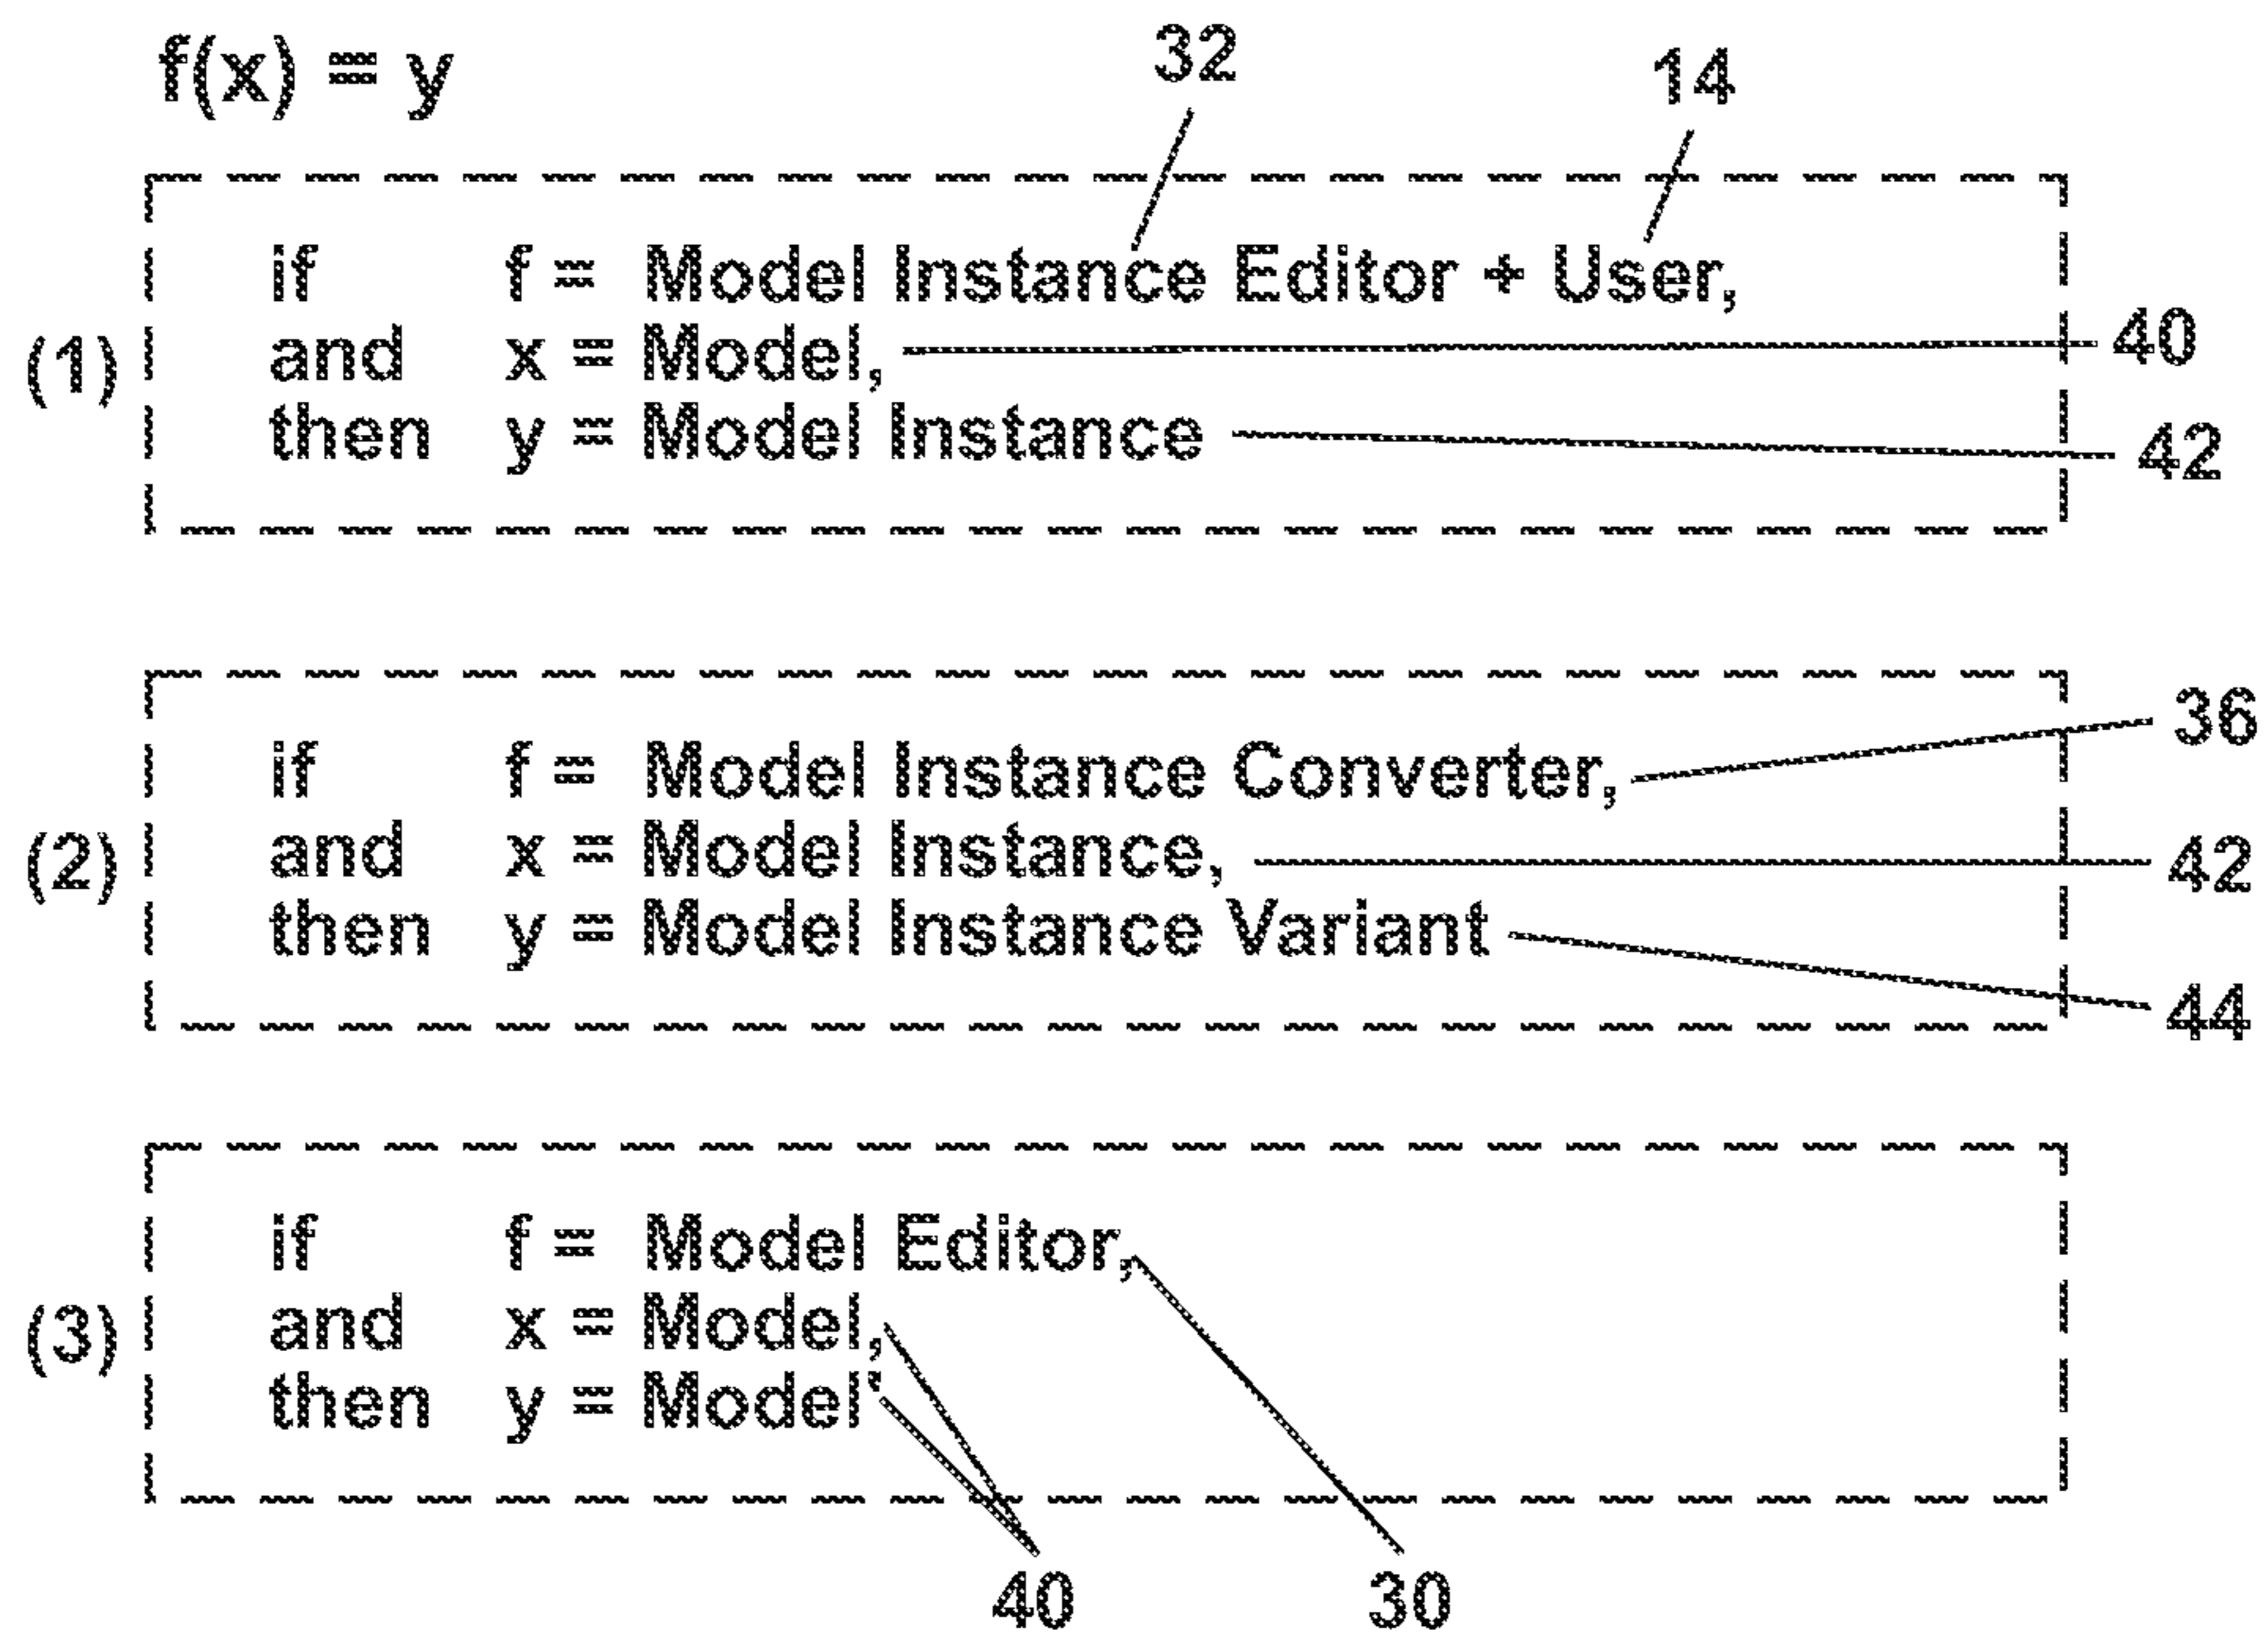 f(x) = y
32
14
if f = Model Instance Editor + User,
(1) and x = Model, 40
then y = Model Instance 42
36
if f = Model Instance Converter,
(2) and x = Model Instance, 42
then y = Model Instance Variant
44
if f = Model Editor,
(3) and x = Model,
then y = Model'
40 30